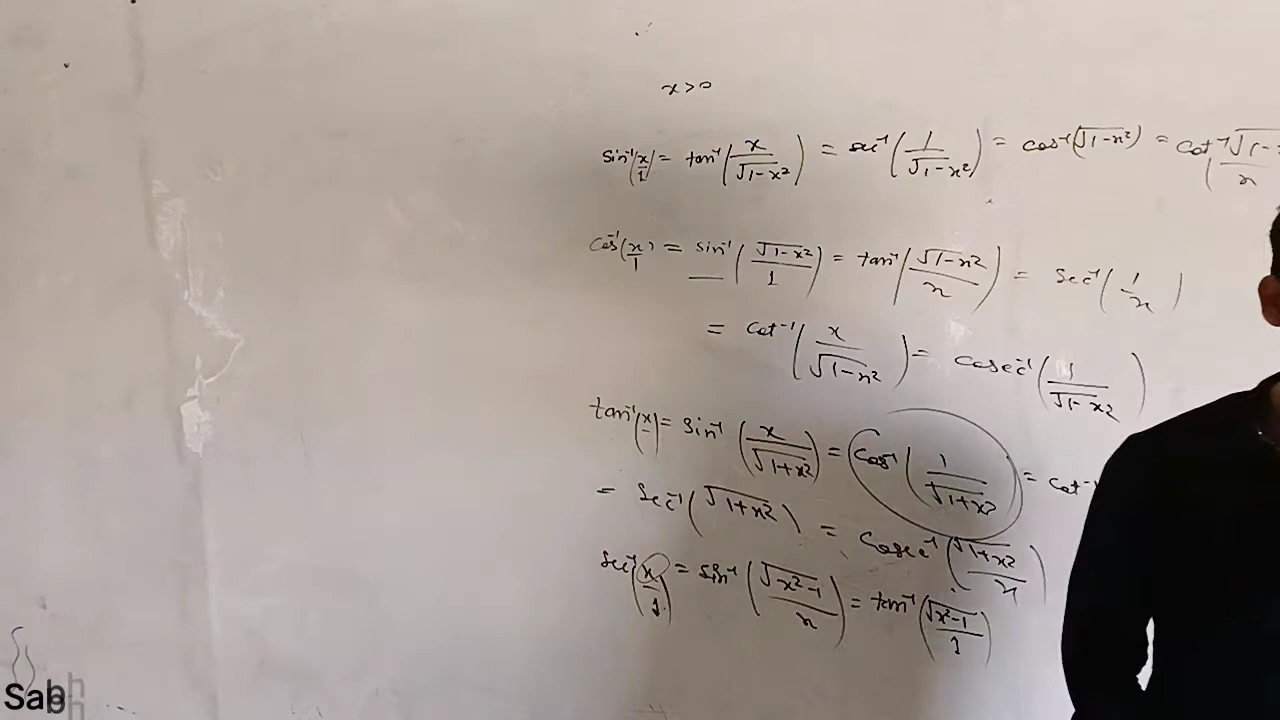 x>0
sin⁻¹(x/1) = tan⁻¹(x/√1-x²) = sec⁻¹(1/√1-x²) = cos⁻¹(√1-x²) = cot⁻¹(√1-/x
cos⁻¹(x/1) = sin⁻¹(√1-x²/1) = tan⁻¹(√1-x²/x) = sec⁻¹(1/x)
= cot⁻¹(x/√1-x²) = cosec⁻¹(1/√1-x²)
tan⁻¹(x) = sin⁻¹(x/√1+x²) = cos⁻¹(1/√1+x²) = cot⁻¹
= sec⁻¹(√1+x²) = cosec⁻¹(√1+x²/x)
sec⁻¹(x/1) = sin⁻¹(√x²-1/x) = tan⁻¹(√x²-1/1)